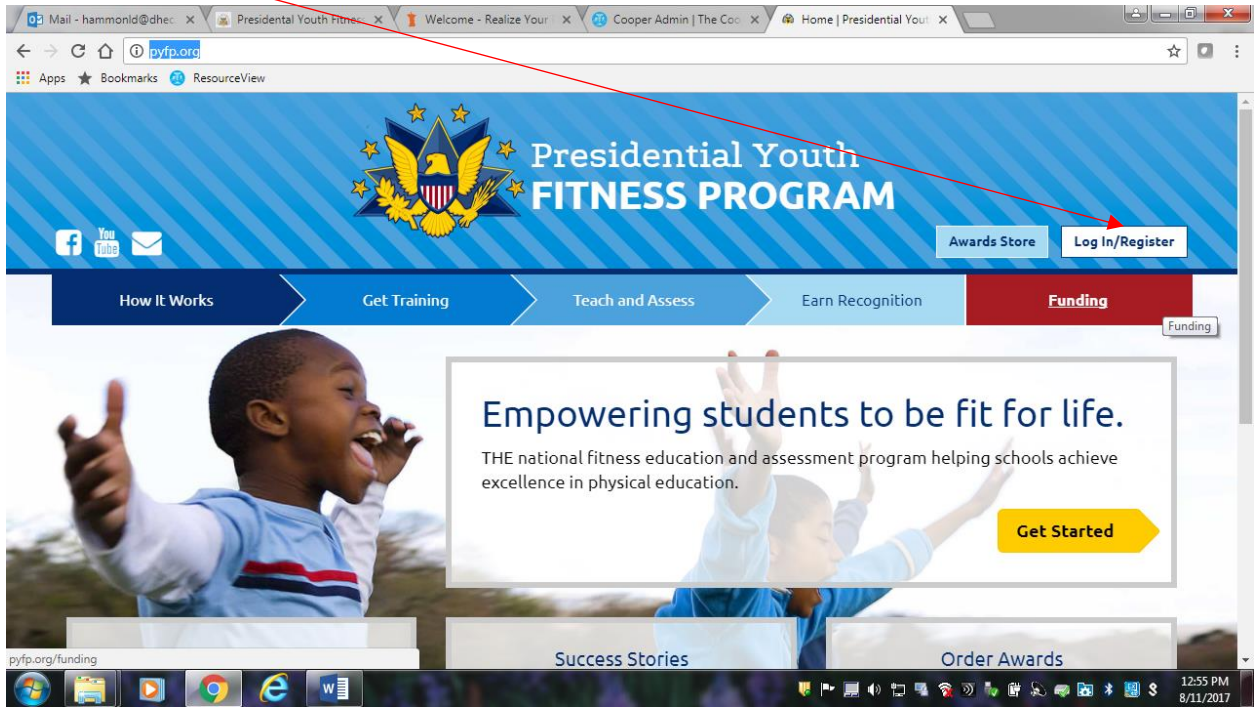 Mail - hammonld@dhec
Presidental Youth Fitnes
Welcome - Realize Your
Cooper Admin | The Coo
Home | Presidential Yout
pyfp.org
Apps
Bookmarks
ResourceView
Presidential Youth
FITNESS PROGRAM
You
Tube
Awards Store
Log In/Register
How It Works
Get Training
Teach and Assess
Earn Recognition
Funding
Funding
Empowering students to be fit for life.
THE national fitness education and assessment program helping schools achieve
excellence in physical education.
Get Started
pyfp.org/funding
Success Stories
Order Awards
12:55 PM
8/11/2017